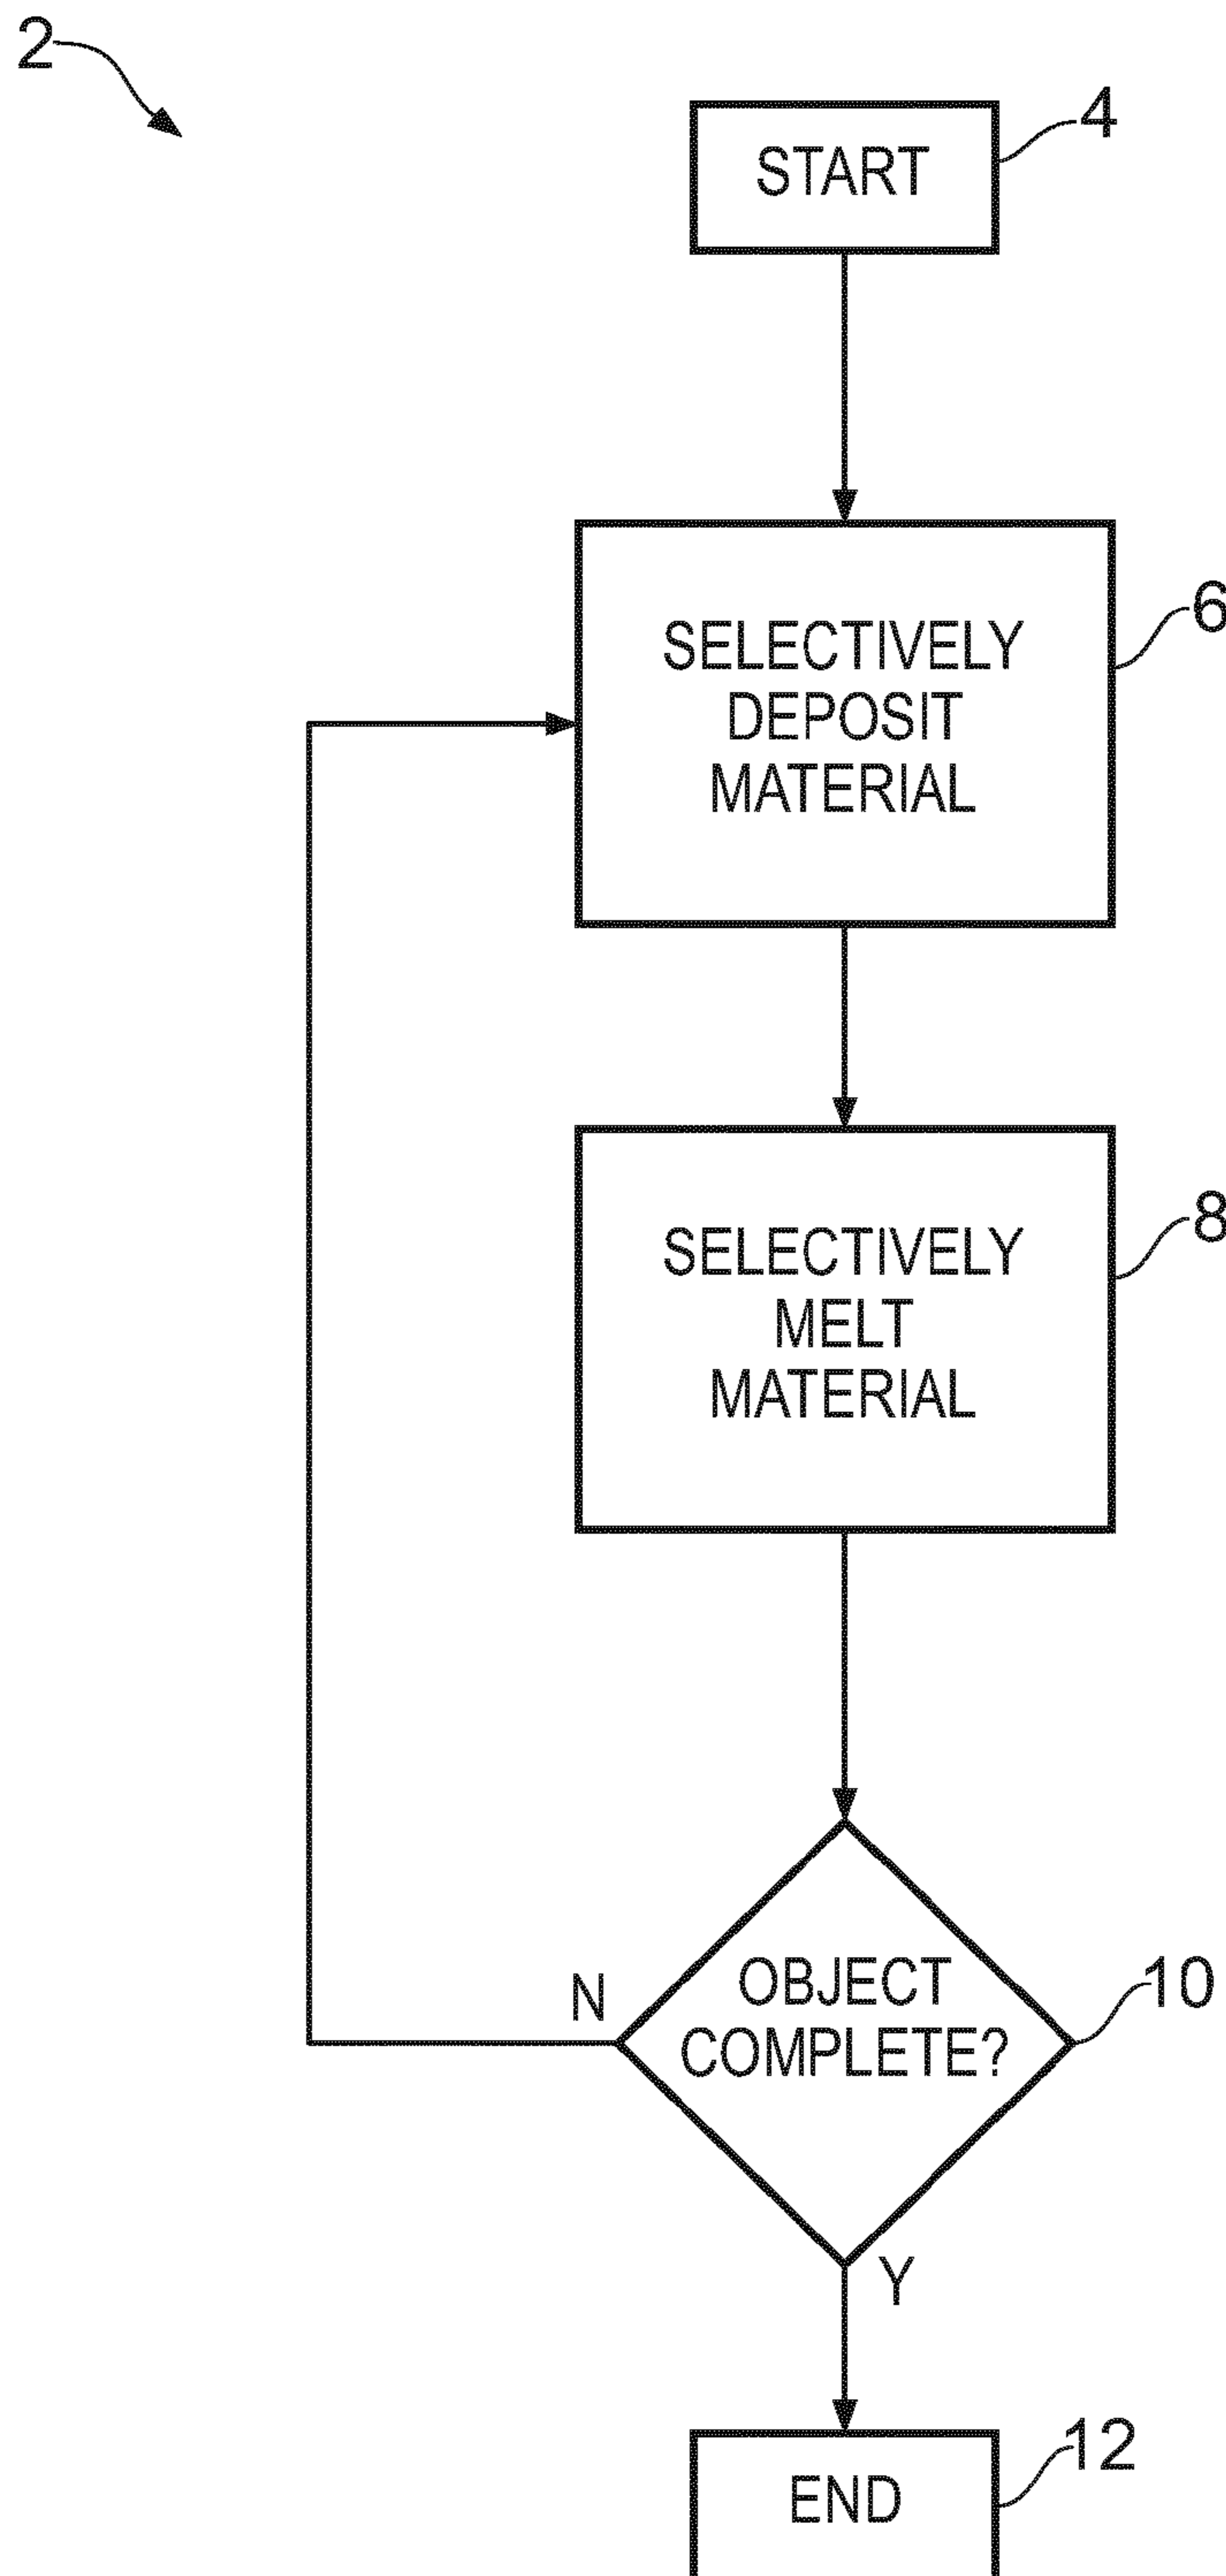 2
START
4
SELECTIVELY
DEPOSIT
MATERIAL
6
SELECTIVELY
MELT
MATERIAL
8
OBJECT
COMPLETE?
10
N
Y
END
12